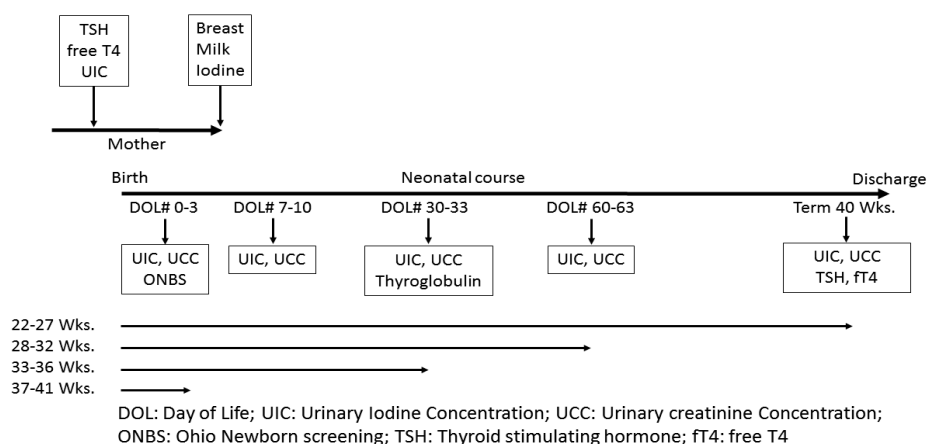 TSH
free T4
UIC
Breast
Milk
Iodine
Mother
Birth Neonatal course Discharge
DOL# 0-3 DOL# 7-10 DOL# 30-33 DOL# 60-63 Term 40 Wks.
UIC, UCC
ONBS
UIC, UCC
UIC, UCC
Thyroglobulin
UIC, UCC
UIC, UCC
TSH, fT4
22-27 Wks.
28-32 Wks.
33-36 Wks.
37-41 Wks.
DOL: Day of Life; UIC: Urinary Iodine Concentration; UCC: Urinary creatinine Concentration;
ONBS: Ohio Newborn screening; TSH: Thyroid stimulating hormone; fT4: free T4